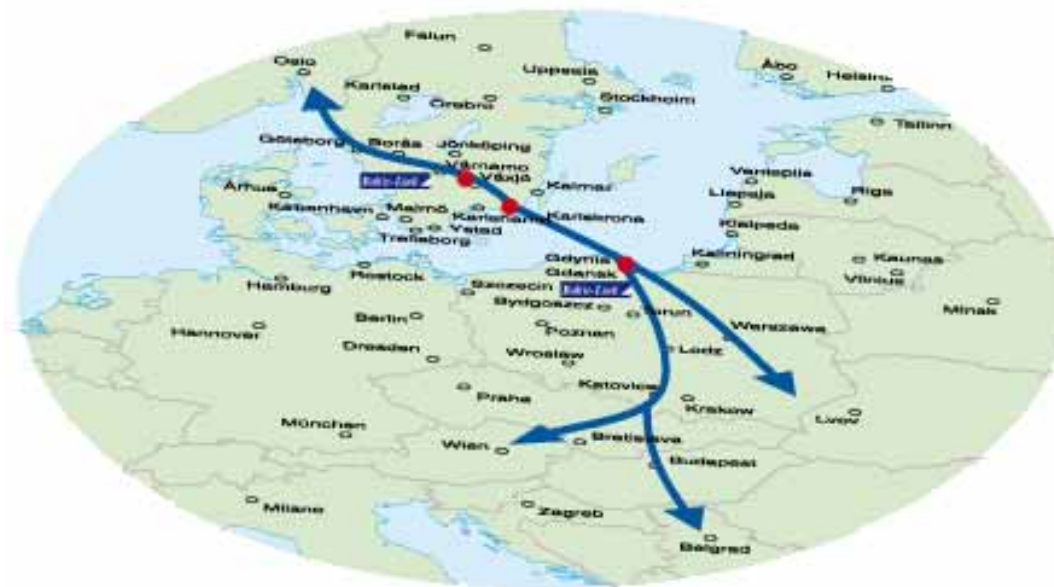 Falun
Oslo
Uppsala
Åbo
Karlstad
Örebro
Stockholm
Tallinn
Göteborg
Borås
Jönköping
Värnamo
Växjö
Kalmar
Ventspils
Riga
Århus
Liepaja
København
Malmö
Karlskrona
Ystad
Klaipeda
Trelleborg
Gdynia
Kaliningrad
Kaunas
Rostock
Gdansk
Vilnius
Hamburg
Szczecin
Bydgoszcz
Minsk
Berlin
Torun
Hannover
Poznan
Warszawa
Dresden
Wroslaw
Lodz
Praha
Katovice
Krakow
München
Lvov
Wien
Bratislava
Budapest
Milano
Zagreb
Belgrad